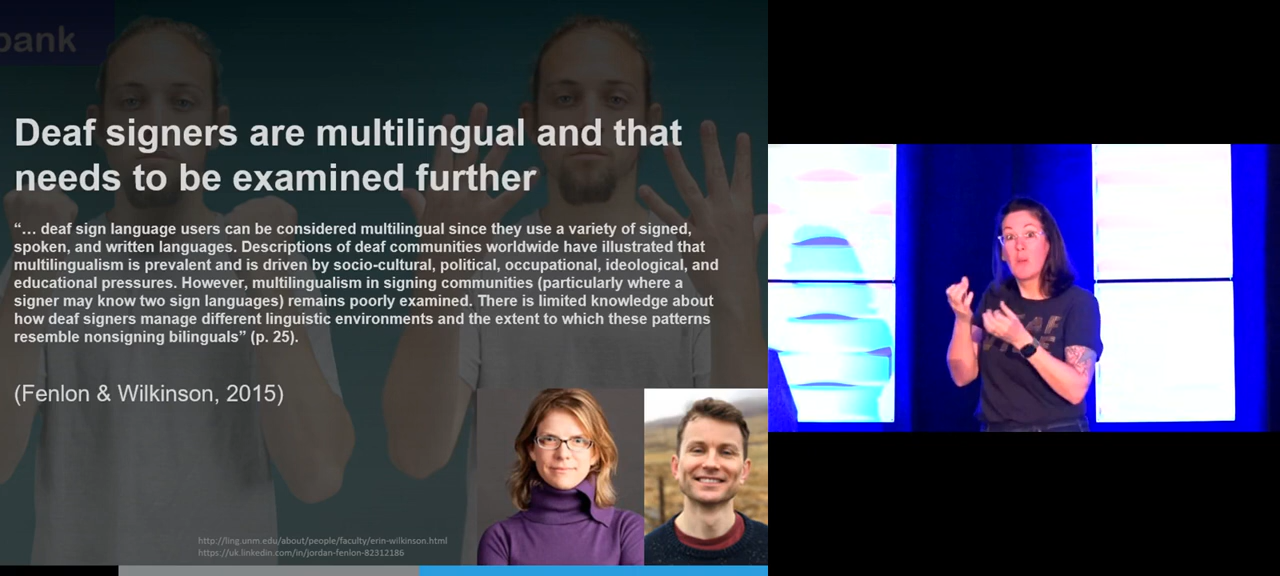 bank
Deaf signers are multilingual and that
needs to be examined further
“… deaf sign language users can be considered multilingual since they use a variety of signed,
spoken, and written languages. Descriptions of deaf communities worldwide have illustrated that
multilingualism is prevalent and is driven by socio-cultural, political, occupational, ideological, and
educational pressures. However, multilingualism in signing communities (particularly where a
signer may know two sign languages) remains poorly examined. There is limited knowledge about
how deaf signers manage different linguistic environments and the extent to which these patterns
resemble nonsigning bilinguals” (p. 25).
(Fenlon & Wilkinson, 2015)
http://ling.unm.edu/about/people/faculty/erin-wilkinson.html
https://uk.linkedin.com/in/jordan-fenlon-82312186